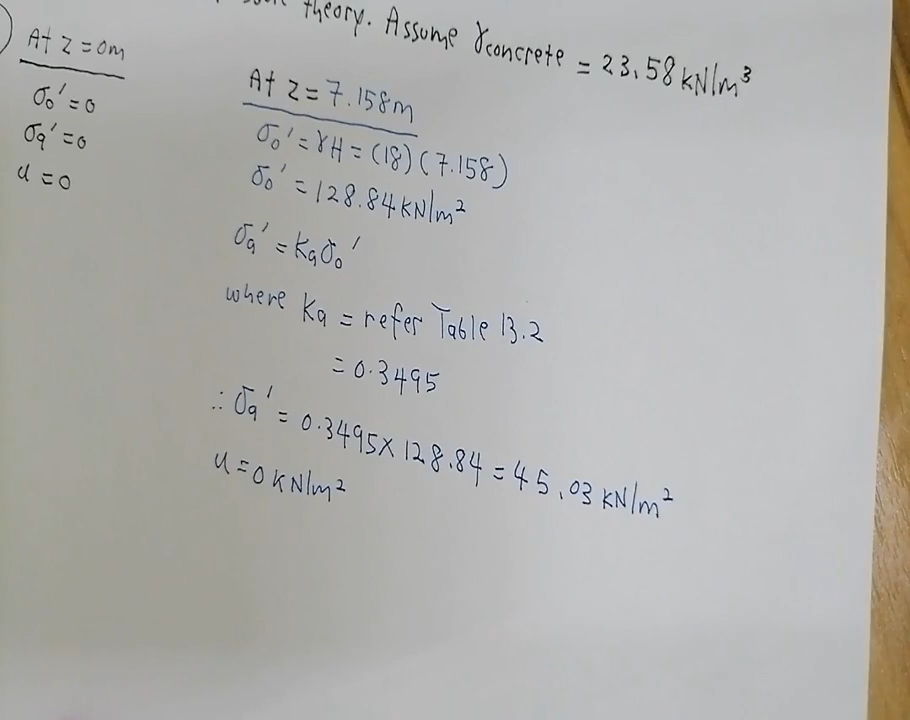 theory. Assume γconcrete = 23.58 kN/m³
At z = 0m
σo' = 0
σa' = 0
u = 0
At z = 7.158m
σo' = γH = (18)(7.158)
σo' = 128.84 kN/m²
σa' = Kaσo'
where Ka = refer Table 13.2
= 0.3495
∴ σa' = 0.3495 × 128.84 = 45.03 kN/m²
u = 0 kN/m²